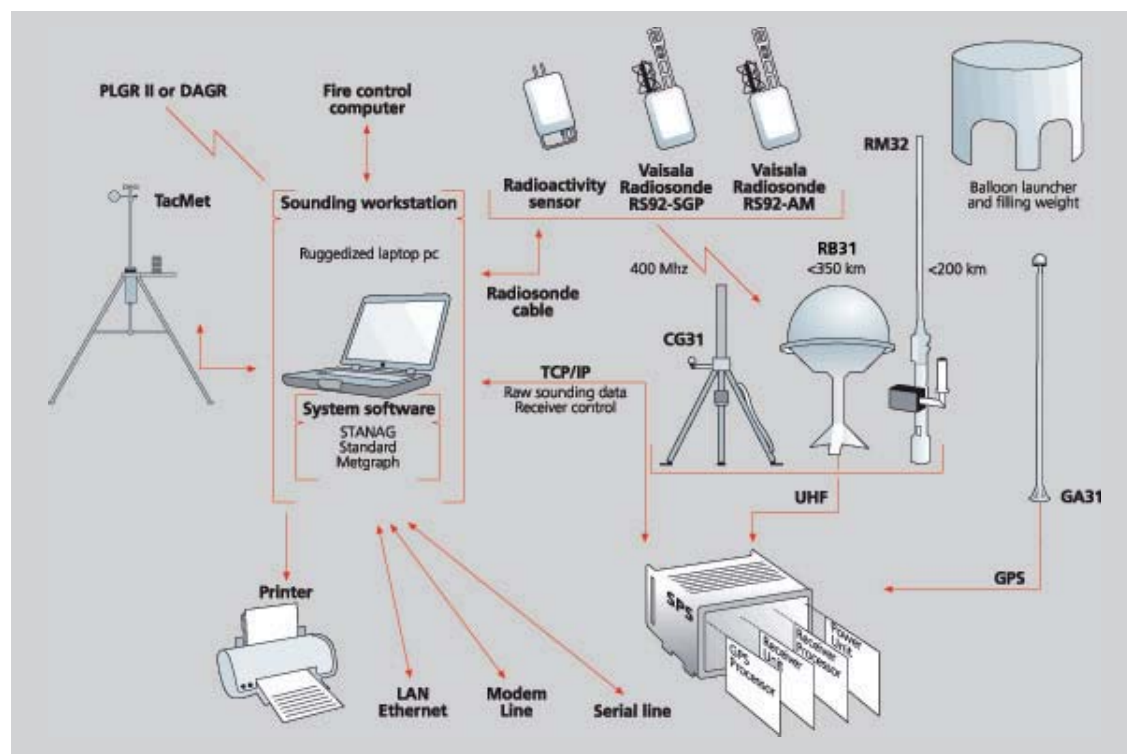 PLGR II or DAGR
Fire control
computer
TacMet
Sounding workstation
Ruggedized laptop pc
Radioactivity
sensor
Vaisala
Radiosonde
RS92-SGP
Vaisala
Radiosonde
RS92-AM
RM32
Balloon launcher
and filling weight
Radiosonde
cable
400 Mhz
RB31
<350 km
<200 km
CG31
TCP/IP
Raw sounding data
Receiver control
System software
STANAG
Standard
Metgraph
UHF
GA31
GPS
Printer
LAN
Ethernet
Modem
Line
Serial line
SPS
GPS
Processor
Receiver
Unit
Receiver
Processor
Power
Unit